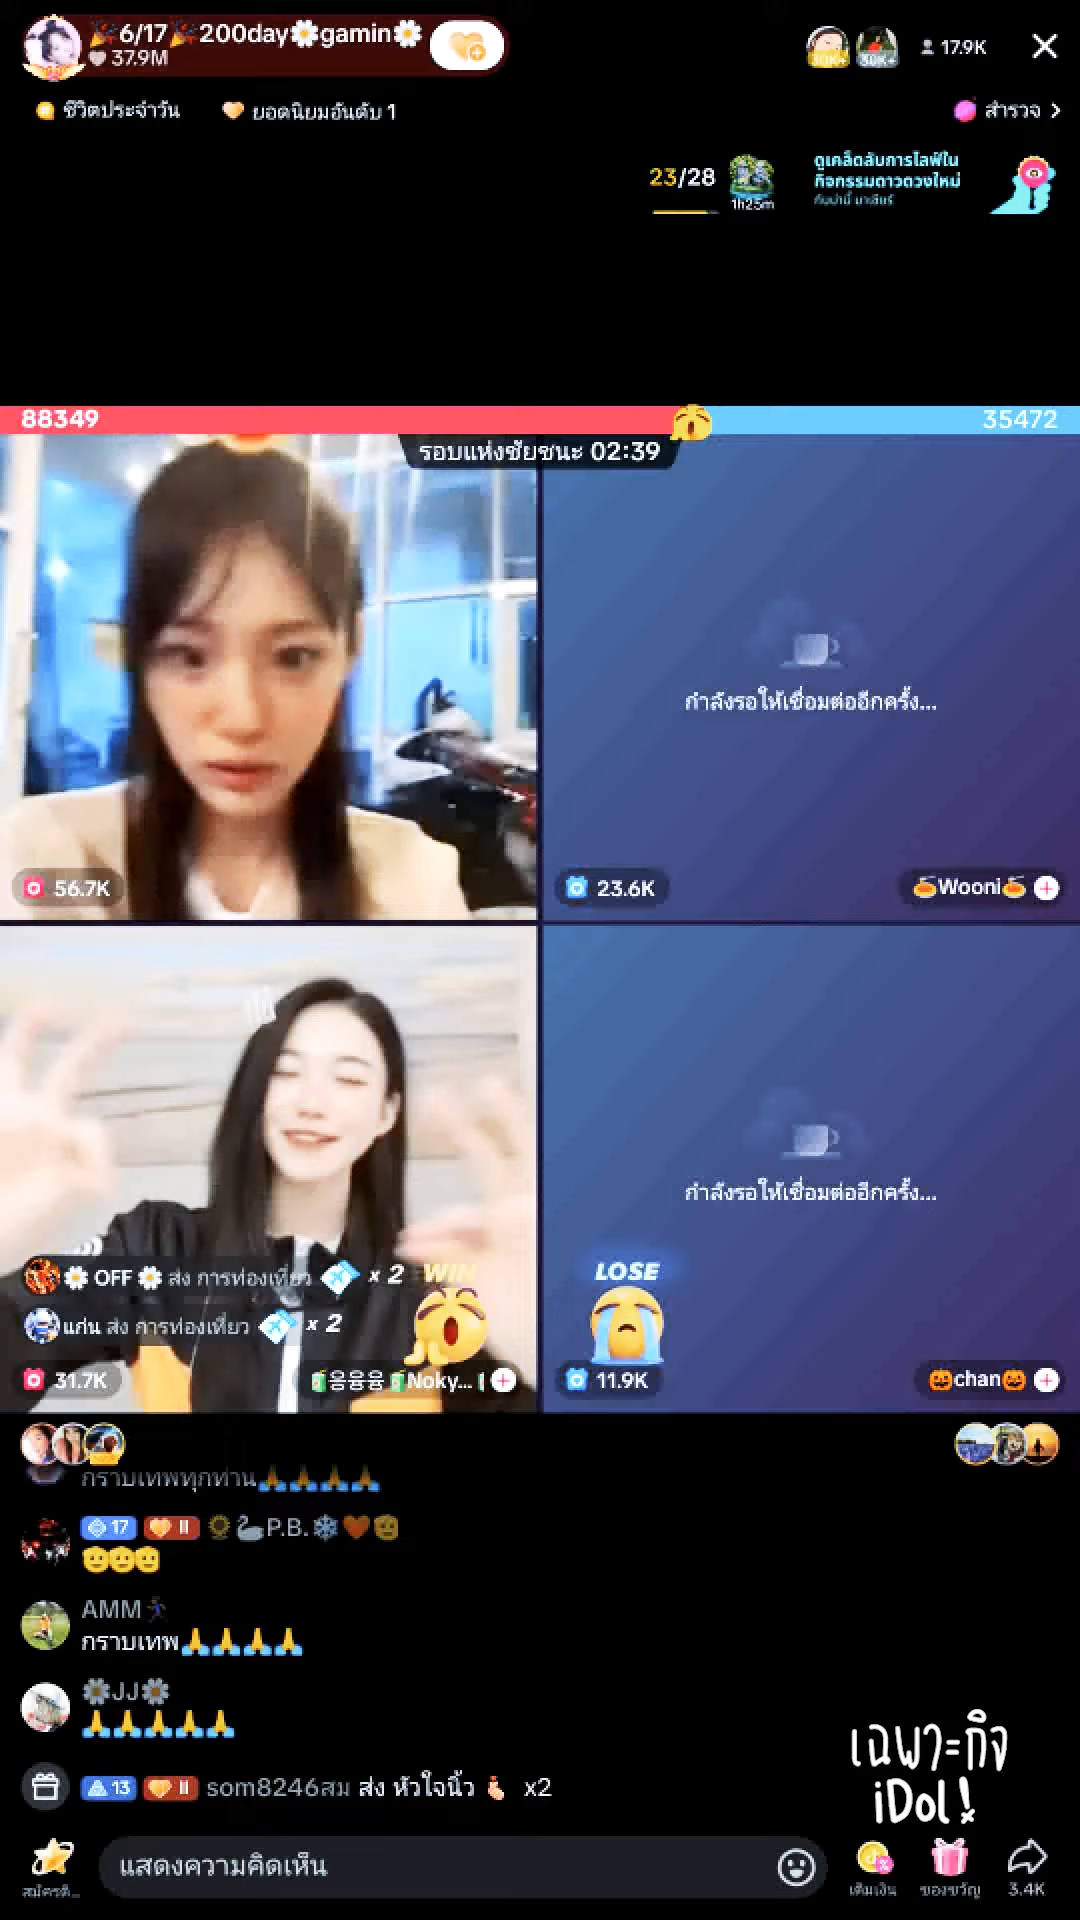 🎉6/17🎉200day🌼gamin🌼
37.9M
30K+
30K+
17.9K
ชีวิตประจำวัน
ยอดนิยมอันดับ 1
สำรวจ
23/28
1h25m
ดูเคล็ดลับการไลฟ์ใน
กิจกรรมดาวดวงใหม่
88349
35472
รอบแห่งชัยชนะ 02:39
กำลังรอให้เชื่อมต่ออีกครั้ง...
56.7K
23.6K
Wooni
กำลังรอให้เชื่อมต่ออีกครั้ง...
🌼 OFF 🌼 ส่ง การท่องเที่ยว x 2
WIN
LOSE
แก่น ส่ง การท่องเที่ยว x 2
31.7K
응용용 Noky...
11.9K
🎃chan🎃
กราบเทพทุกท่าน🙏🙏🙏🙏
17 II 🌻🦢P.B.❄️🧡🫡
🫡🫡🫡
AMM
กราบเทพ🙏🙏🙏🙏
🌼JJ🌼
🙏🙏🙏🙏🙏
13 II som8246สม ส่ง หัวใจนิ้ว x2
เฉพาะกิจ
iDol!
แสดงความคิดเห็น
สมัครติ...
เติมเงิน
ของขวัญ
3.4K